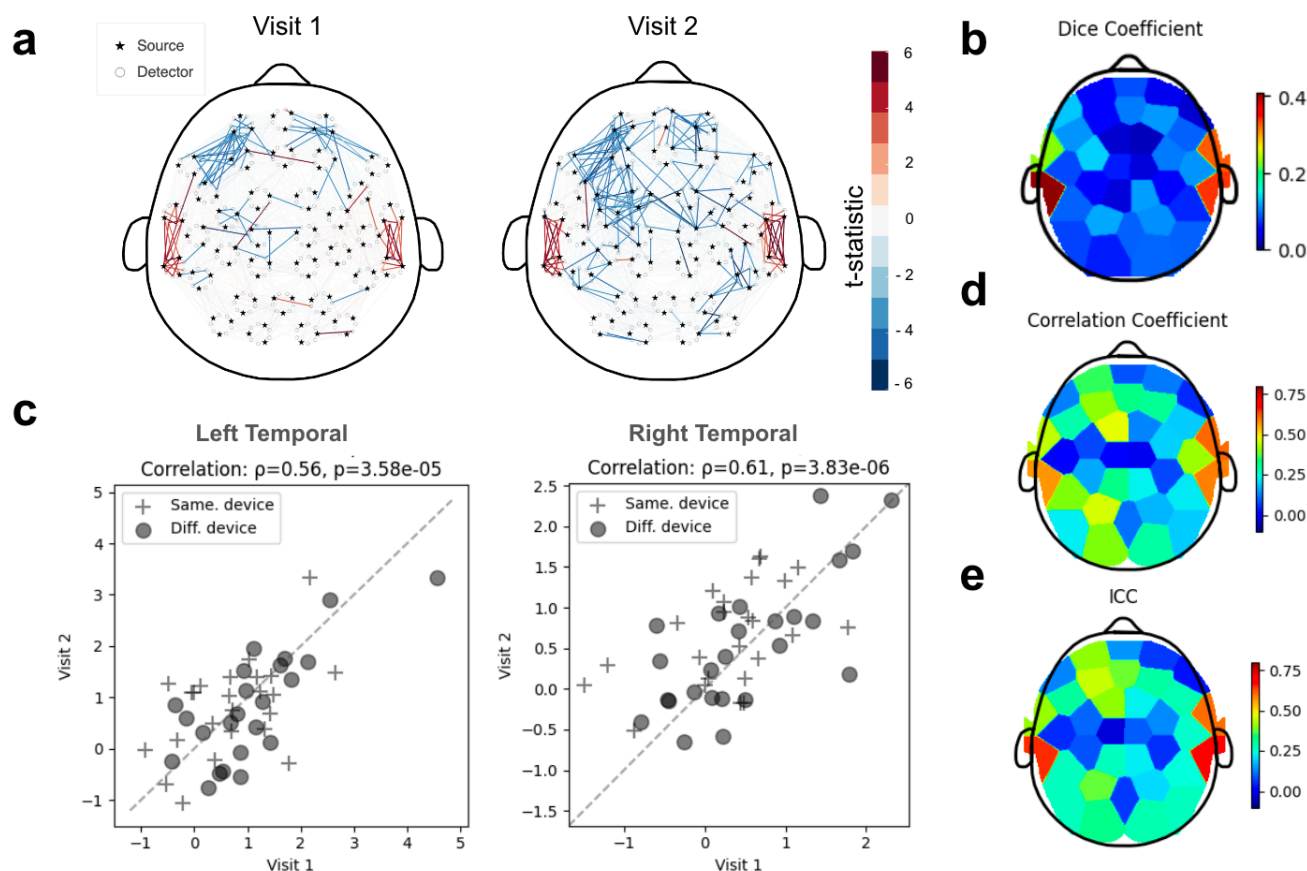 a
Visit 1
Visit 2
Source
Detector
6
4
2
0
- 2
- 4
- 6
t-statistic
b
Dice Coefficient
0.4
0.2
0.0
d
Correlation Coefficient
0.75
0.50
0.25
0.00
c
Left Temporal
Correlation: ρ=0.56, p=3.58e-05
Same. device
Diff. device
5
4
3
2
1
0
−1
Visit 2
−1 0 1 2 3 4 5
Visit 1
Right Temporal
Correlation: ρ=0.61, p=3.83e-06
Same. device
Diff. device
2.5
2.0
1.5
1.0
0.5
0.0
−0.5
−1.0
−1.5
Visit 2
−1 0 1 2
Visit 1
e
ICC
0.75
0.50
0.25
0.00